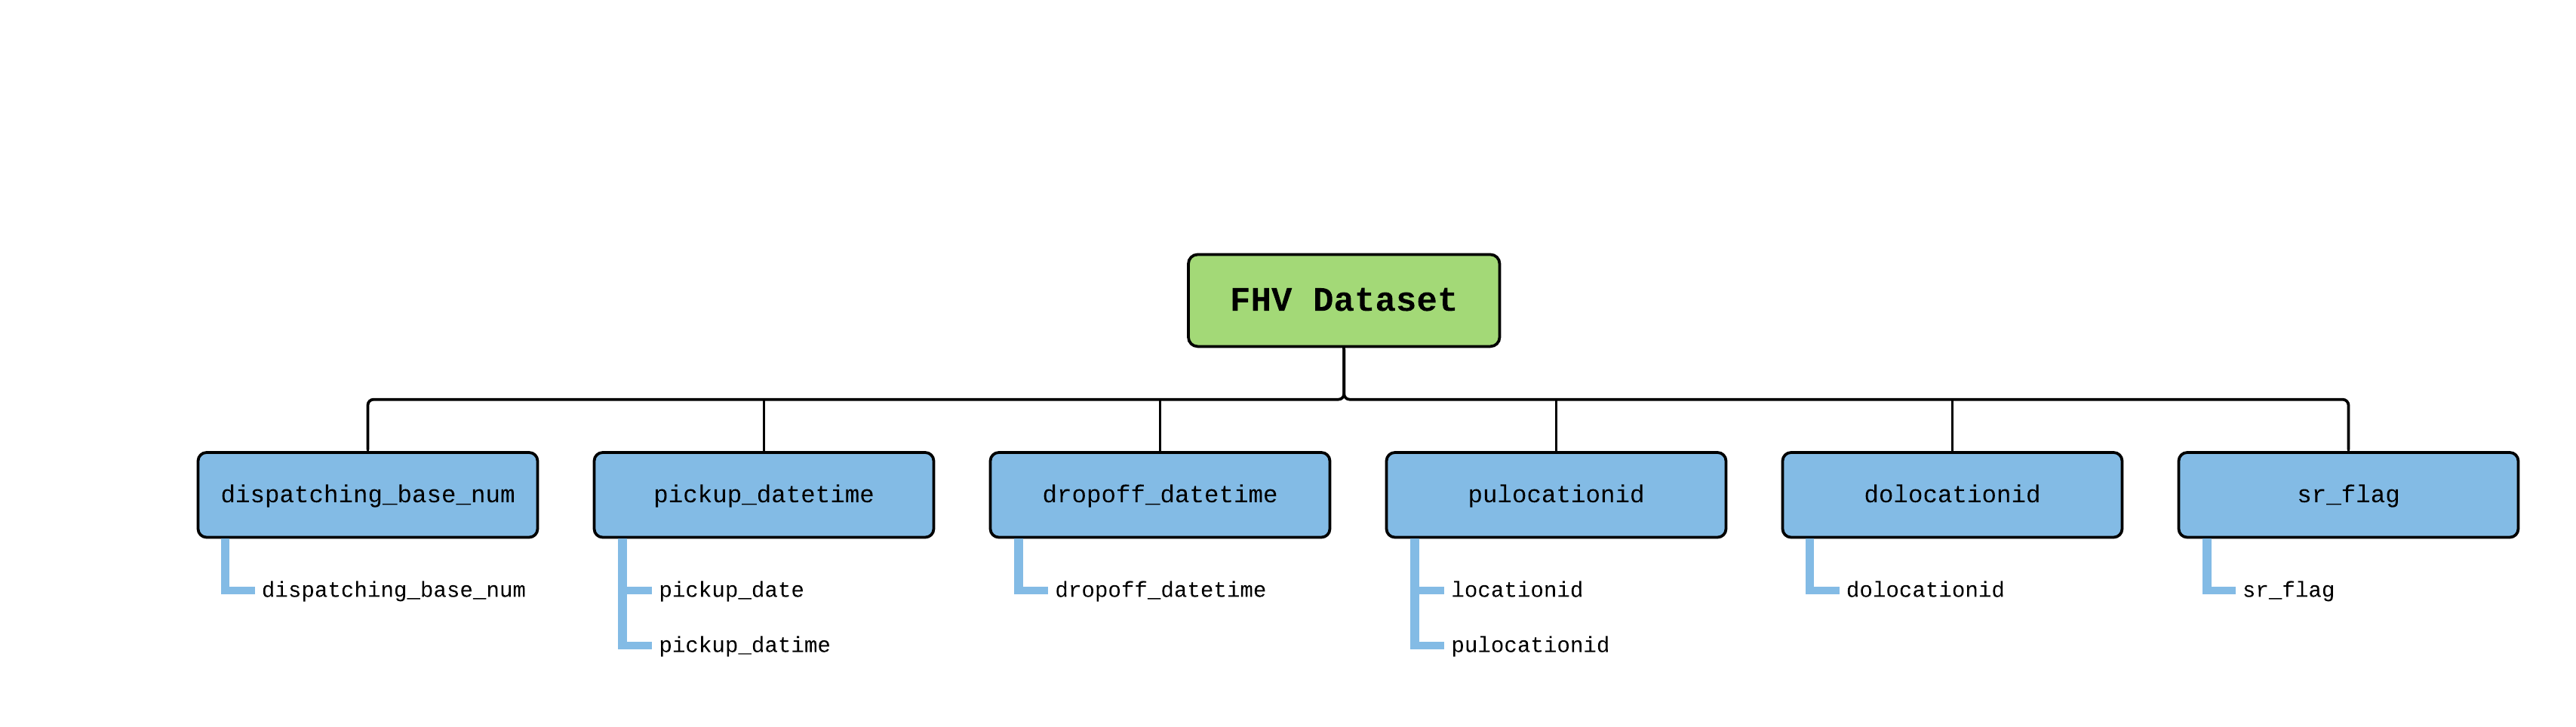 FHV Dataset
dispatching_base_num
pickup_datetime
dropoff_datetime
pulocationid
dolocationid
sr_flag
dispatching_base_num
pickup_date
dropoff_datetime
locationid
dolocationid
sr_flag
pickup_datime
pulocationid